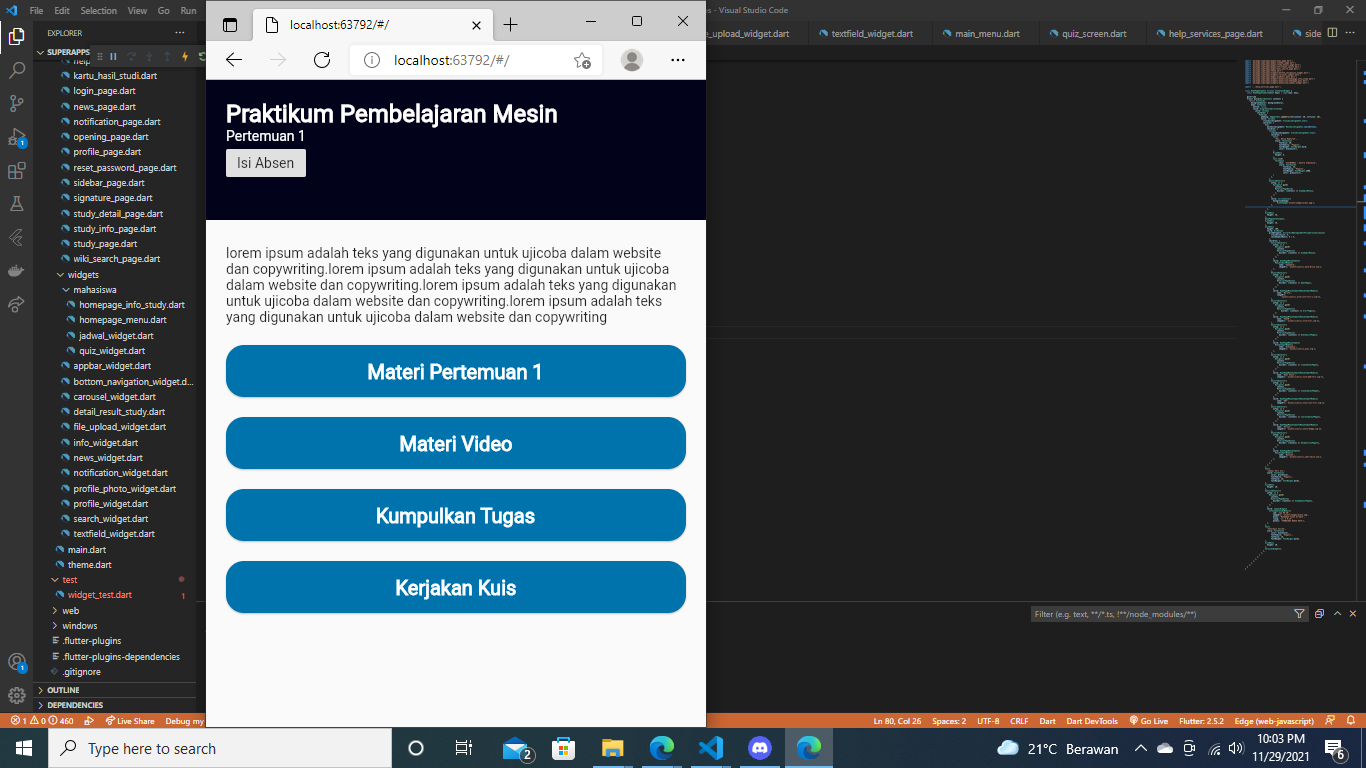 File Edit Selection View Go Run
- Visual Studio Code
localhost:63792/#/
localhost:63792/#/
EXPLORER
SUPERAPPS
kartu_hasil_studi.dart
login_page.dart
news_page.dart
notification_page.dart
opening_page.dart
profile_page.dart
reset_password_page.dart
sidebar_page.dart
signature_page.dart
study_detail_page.dart
study_info_page.dart
study_page.dart
wiki_search_page.dart
widgets
mahasiswa
homepage_info_study.dart
homepage_menu.dart
jadwal_widget.dart
quiz_widget.dart
appbar_widget.dart
bottom_navigation_widget.d...
carousel_widget.dart
detail_result_study.dart
file_upload_widget.dart
info_widget.dart
news_widget.dart
notification_widget.dart
profile_photo_widget.dart
profile_widget.dart
search_widget.dart
textfield_widget.dart
main.dart
theme.dart
test
widget_test.dart 1
web
windows
.flutter-plugins
.flutter-plugins-dependencies
.gitignore
OUTLINE
DEPENDENCIES
1
1
e_upload_widget.dart textfield_widget.dart main_menu.dart quiz_screen.dart help_services_page.dart side
Praktikum Pembelajaran Mesin
Pertemuan 1
Isi Absen
lorem ipsum adalah teks yang digunakan untuk ujicoba dalam website
dan copywriting.lorem ipsum adalah teks yang digunakan untuk ujicoba
dalam website dan copywriting.lorem ipsum adalah teks yang digunakan
untuk ujicoba dalam website dan copywriting.lorem ipsum adalah teks
yang digunakan untuk ujicoba dalam website dan copywriting
Materi Pertemuan 1
Materi Video
Kumpulkan Tugas
Kerjakan Kuis
Filter (e.g. text, **/*.ts, !**/node_modules/**)
1 0 460 Live Share Debug my
Ln 80, Col 26 Spaces: 2 UTF-8 CRLF Dart Dart DevTools Go Live Flutter: 2.5.2 Edge (web-javascript)
Type here to search
2
21°C Berawan
10:03 PM
11/29/2021
6